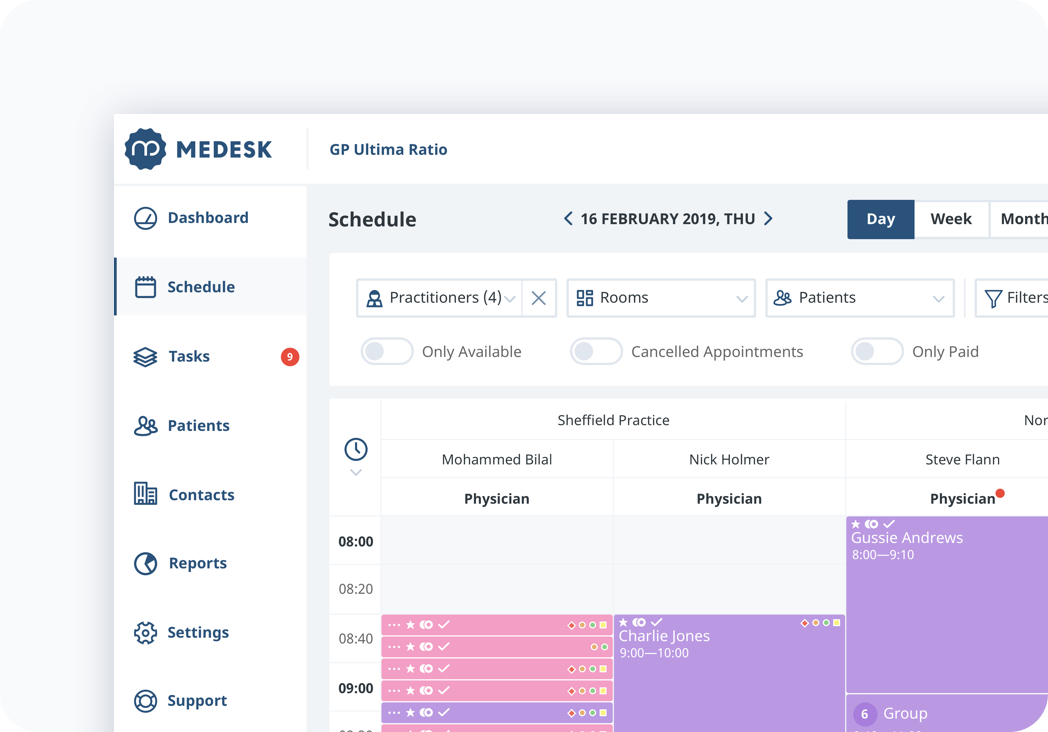 MEDESK
GP Ultima Ratio
Dashboard
Schedule
Tasks
9
Patients
Contacts
Reports
Settings
Support
Schedule
16 FEBRUARY 2019, THU
Day
Week
Month
Practitioners (4)
Rooms
Patients
Filters
Only Available
Cancelled Appointments
Only Paid
Sheffield Practice
Nor
Mohammed Bilal
Nick Holmer
Steve Flann
Physician
Physician
Physician
08:00
08:20
08:40
09:00
Gussie Andrews
8:00—9:10
Charlie Jones
9:00—10:00
6
Group